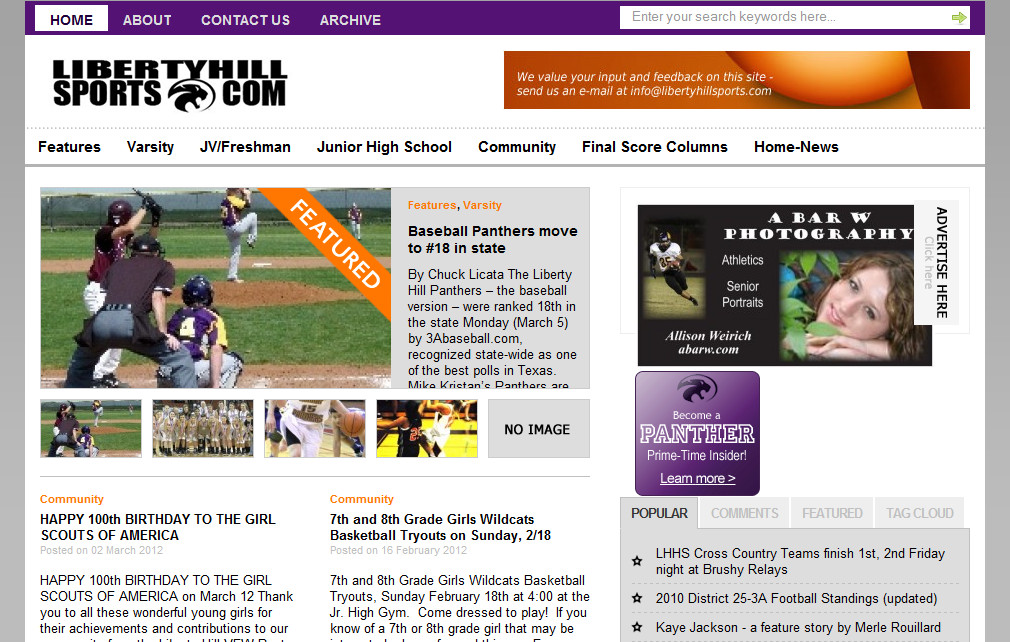 HOME ABOUT CONTACT US ARCHIVE
Enter your search keywords here...
LIBERTYHILL
SPORTS COM
We value your input and feedback on this site -
send us an e-mail at info@libertyhillsports.com
Features Varsity JV/Freshman Junior High School Community Final Score Columns Home-News
FEATURED
Features, Varsity
Baseball Panthers move
to #18 in state
By Chuck Licata The Liberty
Hill Panthers – the baseball
version – were ranked 18th in
the state Monday (March 5)
by 3Abaseball.com,
recognized state-wide as one
of the best polls in Texas.
Mike Kristan's Panthers are
NO IMAGE
A BAR W
PHOTOGRAPHY
Athletics
Senior
Portraits
Allison Weirich
abarw.com
ADVERTISE HERE
Click here
Become a
PANTHER
Prime-Time Insider!
Learn more >
Community
HAPPY 100th BIRTHDAY TO THE GIRL
SCOUTS OF AMERICA
Posted on 02 March 2012
HAPPY 100th BIRTHDAY TO THE GIRL
SCOUTS OF AMERICA on March 12 Thank
you to all these wonderful young girls for
their achievements and contributions to our
Community
7th and 8th Grade Girls Wildcats
Basketball Tryouts on Sunday, 2/18
Posted on 16 February 2012
7th and 8th Grade Girls Wildcats Basketball
Tryouts, Sunday February 18th at 4:00 at the
Jr. High Gym. Come dressed to play! If you
know of a 7th or 8th grade girl that may be
POPULAR COMMENTS FEATURED TAG CLOUD
LHHS Cross Country Teams finish 1st, 2nd Friday
night at Brushy Relays
2010 District 25-3A Football Standings (updated)
Kaye Jackson - a feature story by Merle Rouillard